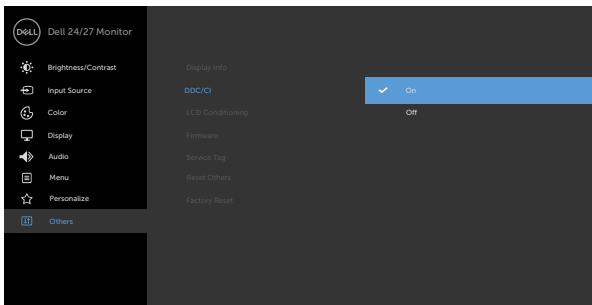 DELL Dell 24/27 Monitor
Brightness/Contrast
Display Info
Input Source
DDC/CI
On
Color
LCD Conditioning
Off
Display
Firmware
Audio
Service Tag
Menu
Reset Others
Personalize
Factory Reset
Others